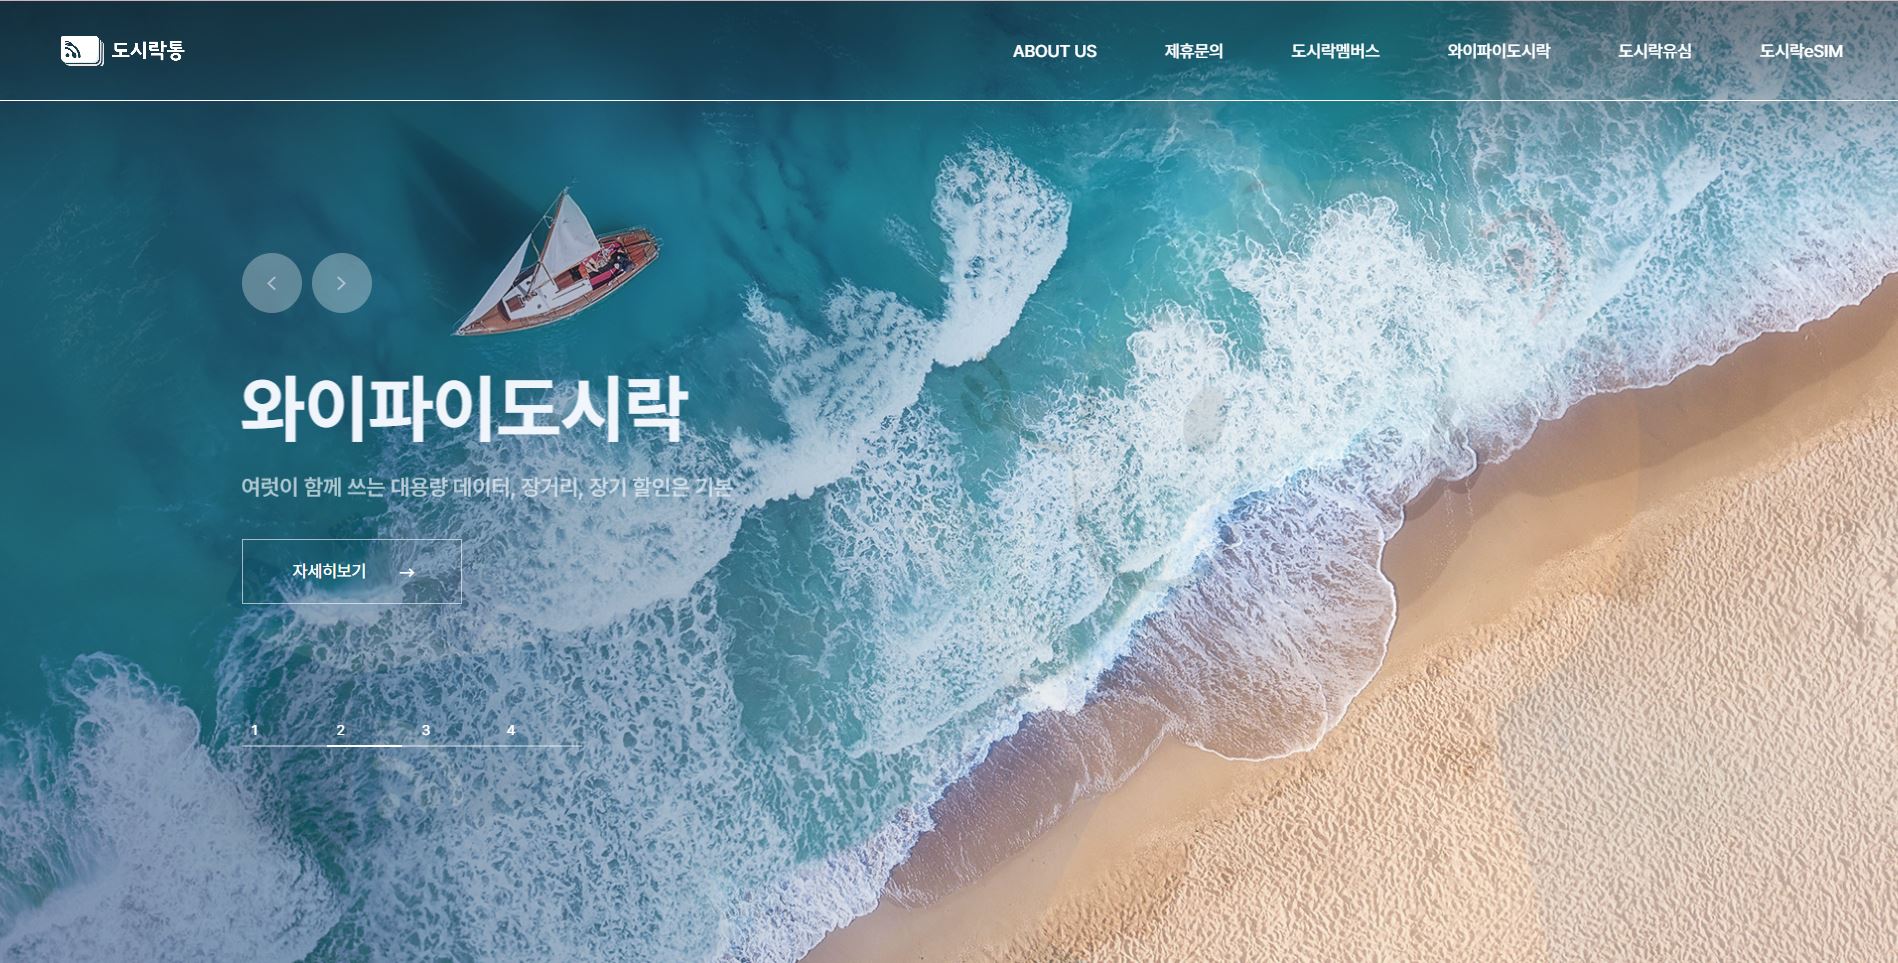 도시락통
ABOUT US
제휴문의
도시락멤버스
와이파이도시락
도시락유심
도시락eSIM
와이파이도시락
여럿이 함께 쓰는 대용량 데이터, 장거리, 장기 할인은 기본
자세히보기 →
1 2 3 4